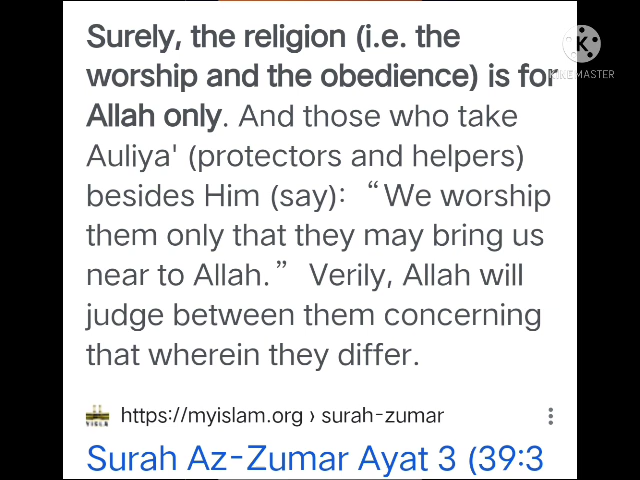 Surely, the religion (i.e. the
worship and the obedience) is for
Allah only. And those who take
Auliya' (protectors and helpers)
besides Him (say): “We worship
them only that they may bring us
near to Allah.” Verily, Allah will
judge between them concerning
that wherein they differ.
https://myislam.org › surah-zumar
Surah Az-Zumar Ayat 3 (39:3
K
KINEMASTER